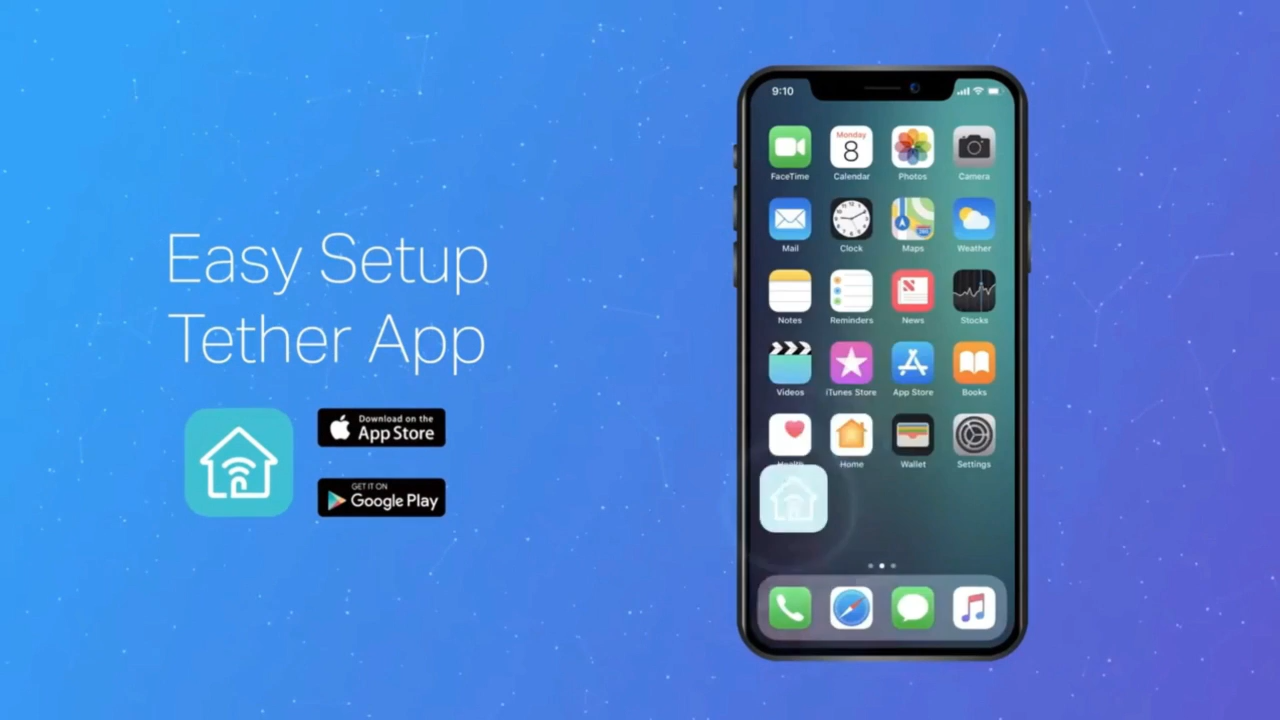 Easy Setup
Tether App
Download on the
App Store
GET IT ON
Google Play
9:10
Monday
8
FaceTime
Calendar
Photos
Camera
Mail
Clock
Maps
Weather
Notes
Reminders
News
Stocks
Videos
iTunes Store
App Store
Books
Health
Home
Wallet
Settings